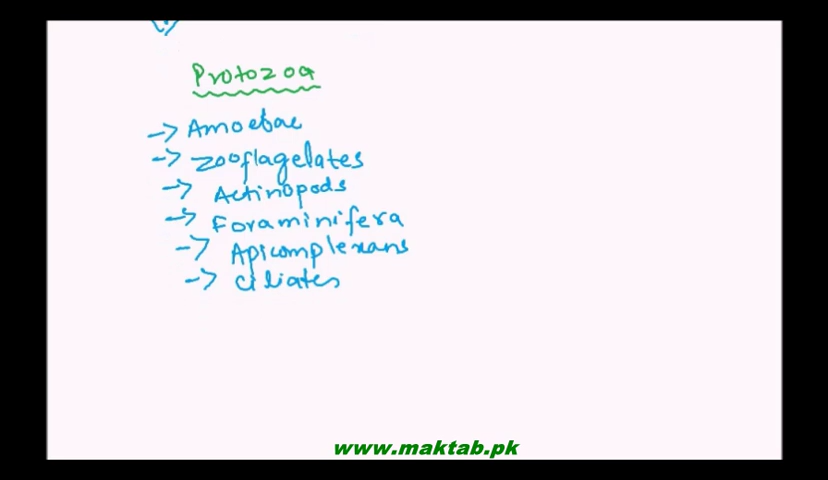 Protozoa
-> Amoebae
-> Zooflagelates
-> Actinopods
-> Foraminifera
-> Apicomplexans
-> Ciliates
www.maktab.pk